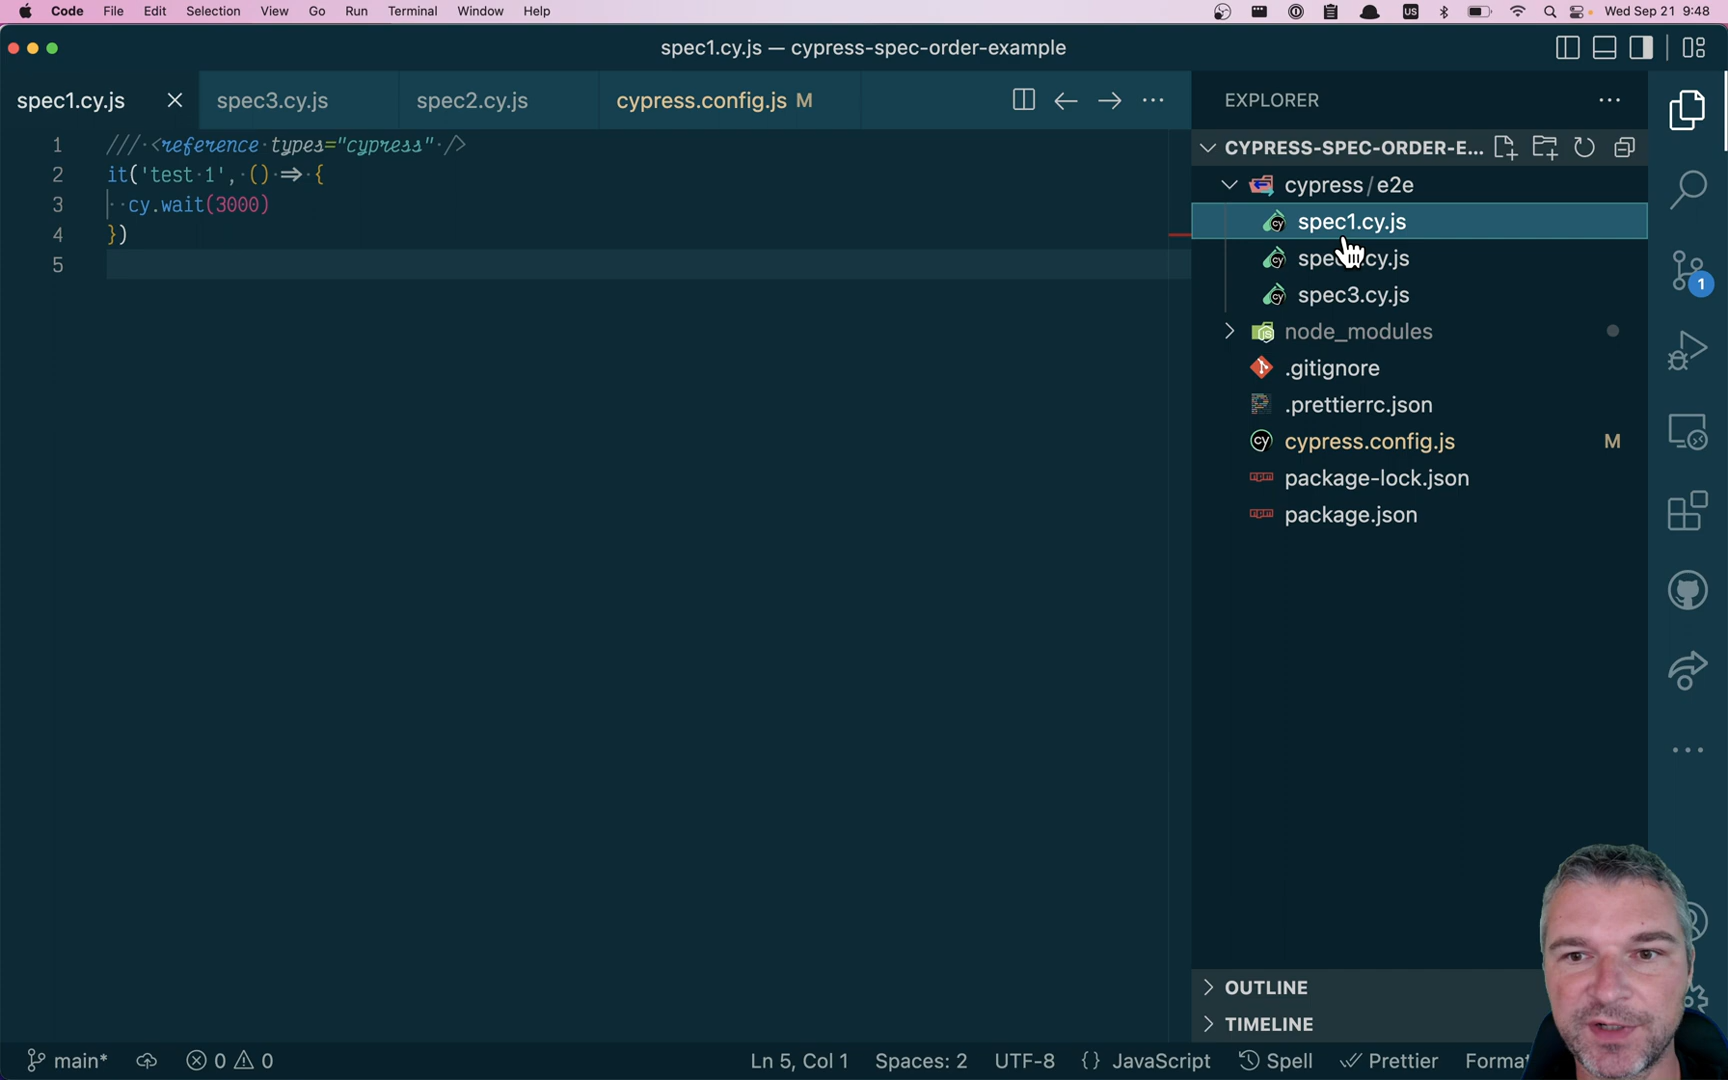 Code File Edit Selection View Go Run Terminal Window Help US Wed Sep 21 9:48
spec1.cy.js — cypress-spec-order-example
spec1.cy.js spec3.cy.js spec2.cy.js cypress.config.js M
EXPLORER
1 /// <reference types="cypress" />
2 it('test 1', () => {
3 cy.wait(3000)
4 })
5
CYPRESS-SPEC-ORDER-E...
cypress / e2e
spec1.cy.js
spec3.cy.js
node_modules
.gitignore
.prettierrc.json
cypress.config.js M
package-lock.json
package.json
1
OUTLINE
TIMELINE
main* 0 0 Ln 5, Col 1 Spaces: 2 UTF-8 {} JavaScript Spell Prettier